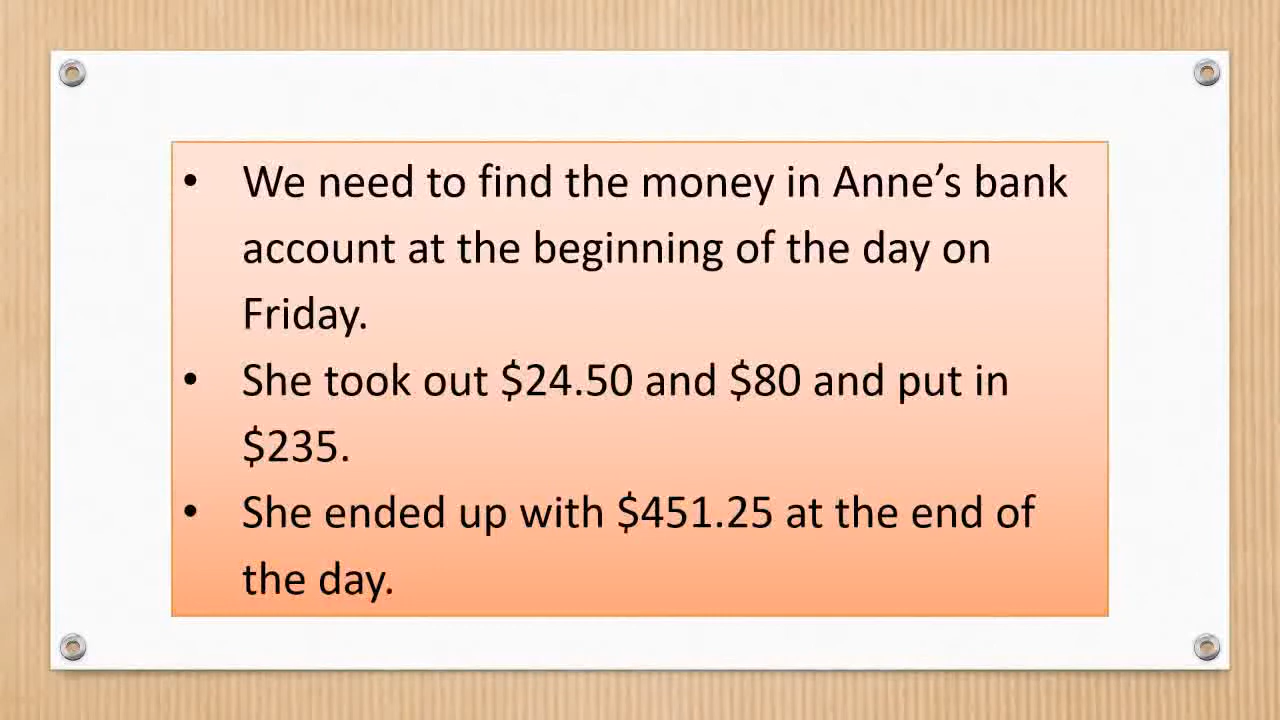 • We need to find the money in Anne’s bank
account at the beginning of the day on
Friday.
• She took out $24.50 and $80 and put in
$235.
• She ended up with $451.25 at the end of
the day.